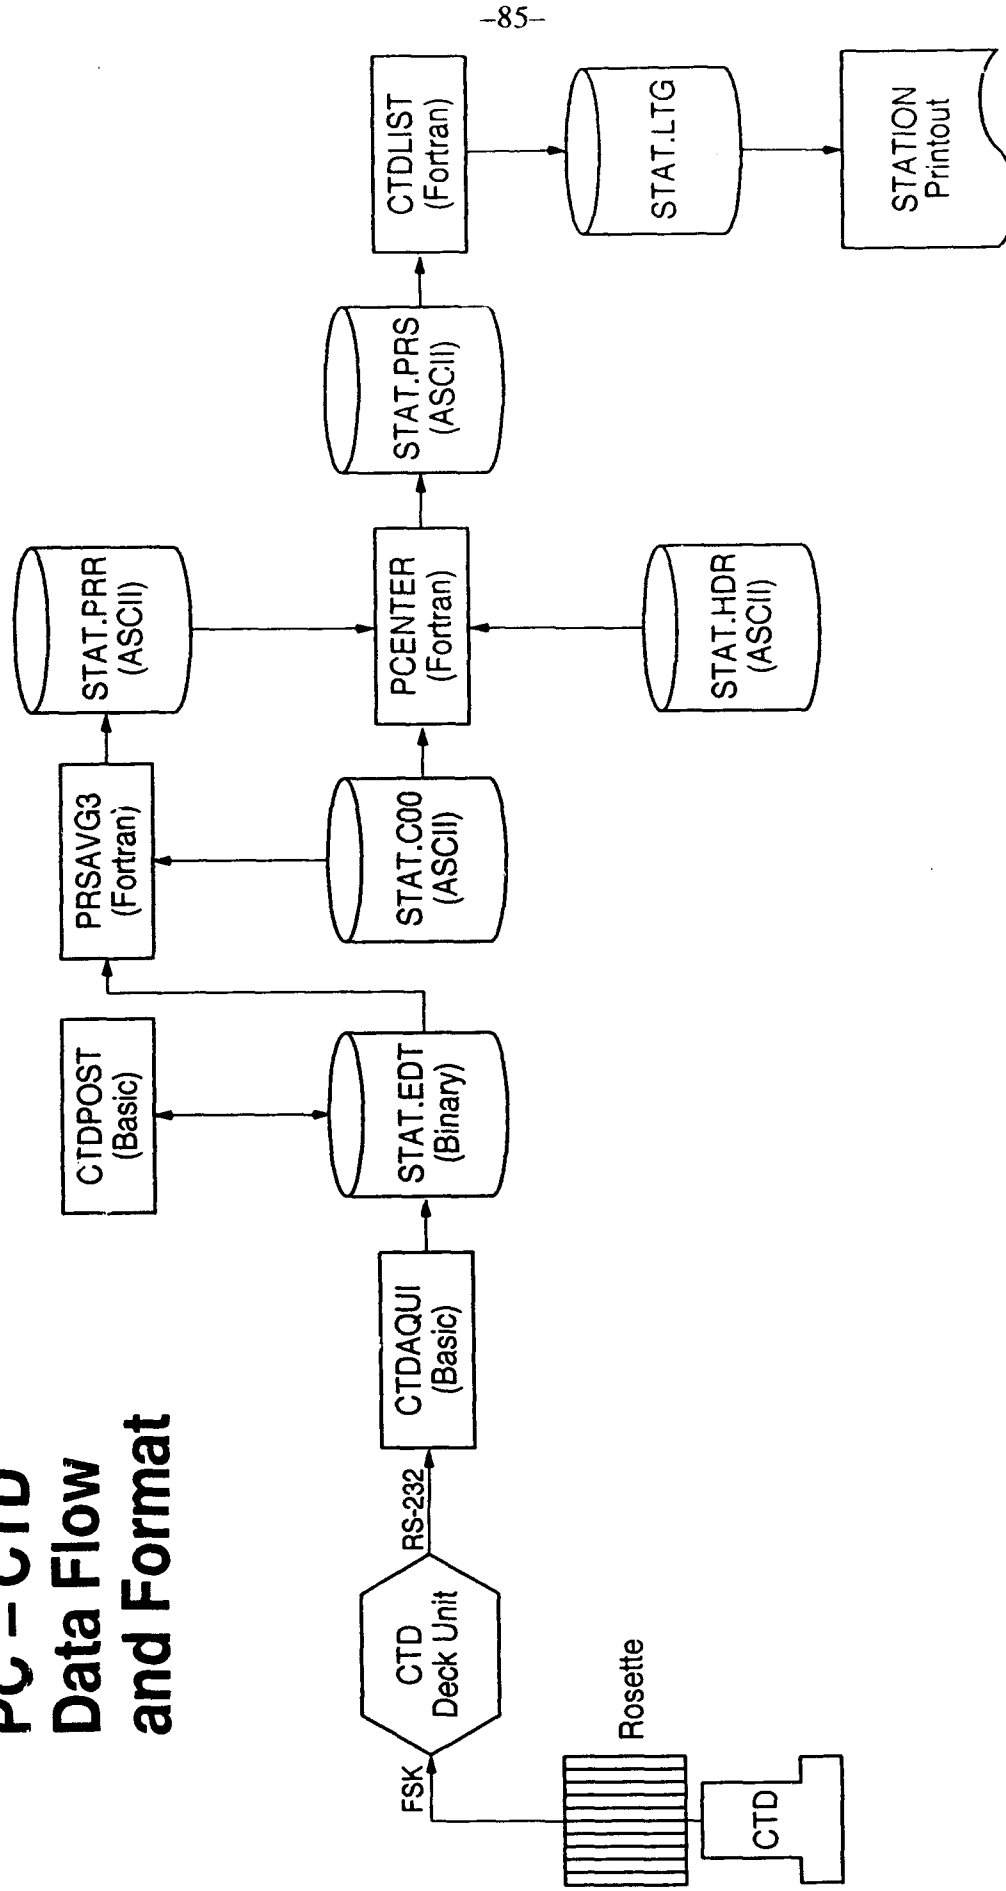 –85–
PC – CTD
Data Flow
and Format
CTD
Rosette
FSK
CTD
Deck Unit
RS-232
CTDAQUI
(Basic)
STAT.EDT
(Binary)
CTDPOST
(Basic)
PRSAVG3
(Fortran)
STAT.C00
(ASCII)
STAT.PRR
(ASCII)
PCENTER
(Fortran)
STAT.HDR
(ASCII)
STAT.PRS
(ASCII)
CTDLIST
(Fortran)
STAT.LTG
STATION
Printout